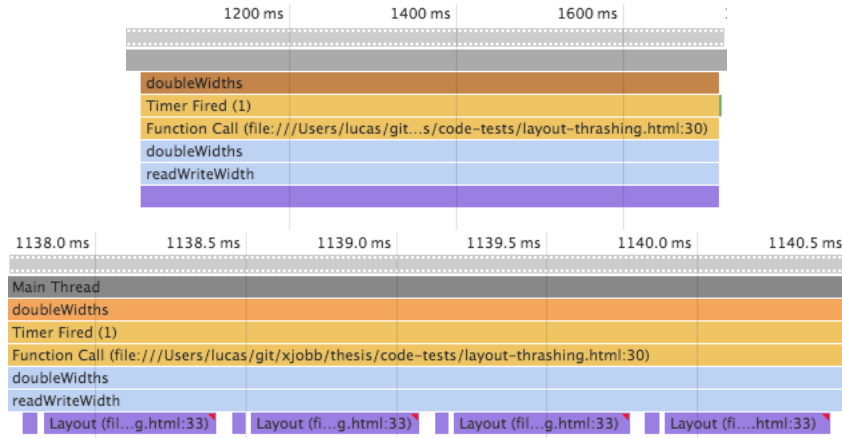 1200 ms 1400 ms 1600 ms
doubleWidths
Timer Fired (1)
Function Call (file:///Users/lucas/git...s/code-tests/layout-thrashing.html:30)
doubleWidths
readWriteWidth
1138.0 ms 1138.5 ms 1139.0 ms 1139.5 ms 1140.0 ms 1140.5 ms
Main Thread
doubleWidths
Timer Fired (1)
Function Call (file:///Users/lucas/git/xjobb/thesis/code-tests/layout-thrashing.html:30)
doubleWidths
readWriteWidth
Layout (fil...g.html:33) Layout (fi...g.html:33) Layout (fil...g.html:33) Layout (fi....html:33)